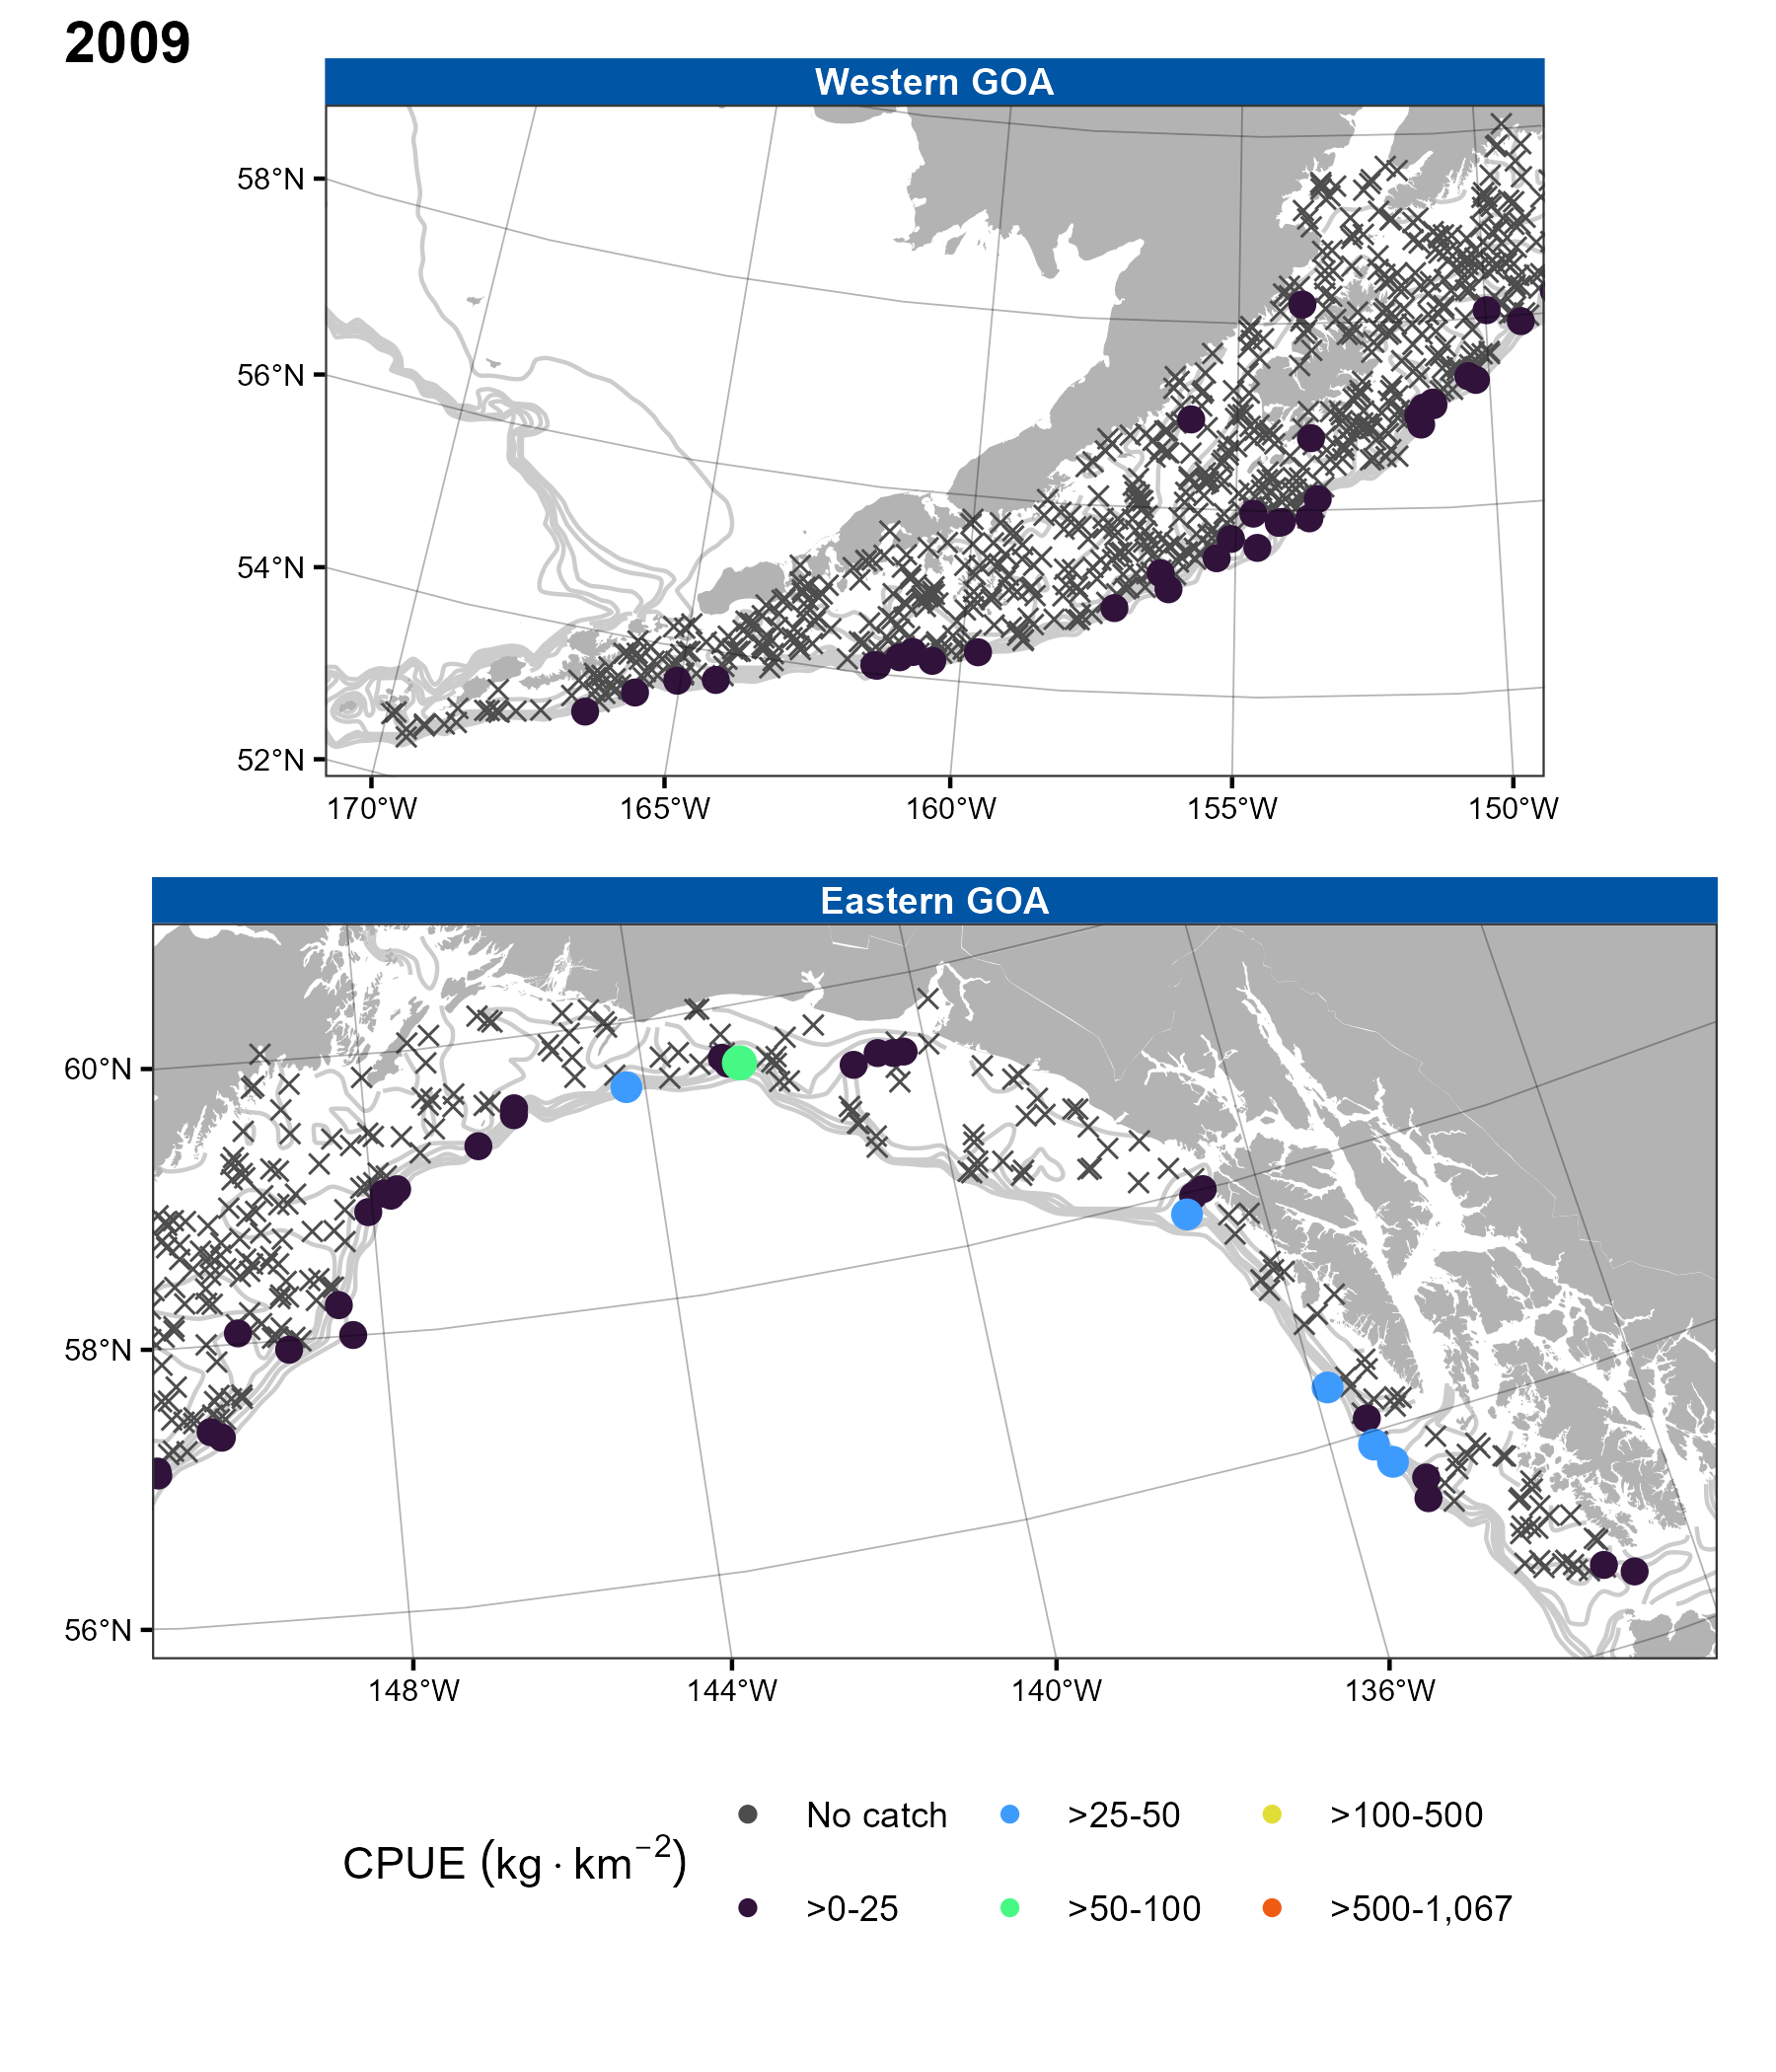 2009
Western GOA
58°N
56°N
54°N
52°N
170°W 165°W 160°W 155°W 150°W
Eastern GOA
60°N
58°N
56°N
148°W 144°W 140°W 136°W
CPUE (kg · km⁻²)
No catch >25-50 >100-500
>0-25 >50-100 >500-1,067